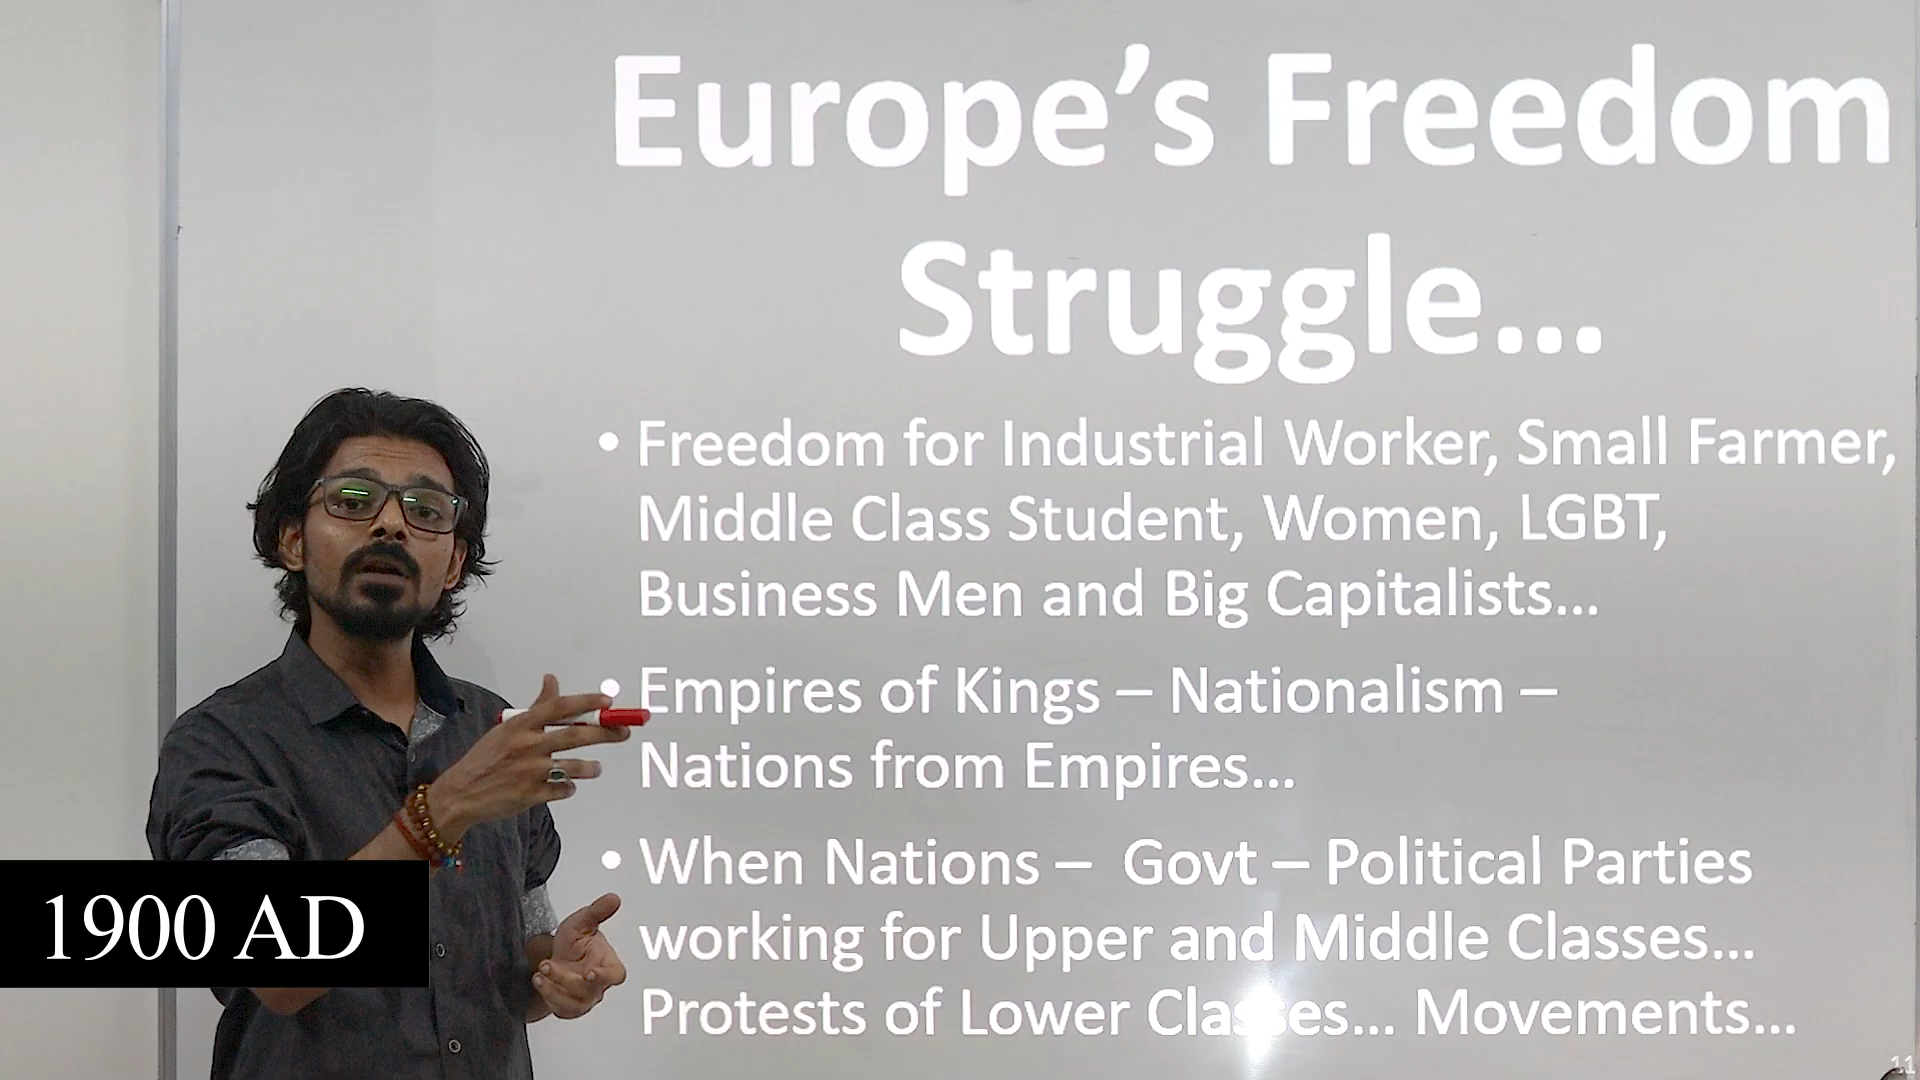 Europe's Freedom
Struggle...
• Freedom for Industrial Worker, Small Farmer,
Middle Class Student, Women, LGBT,
Business Men and Big Capitalists...
• Empires of Kings – Nationalism –
Nations from Empires...
• When Nations – Govt – Political Parties
working for Upper and Middle Classes...
Protests of Lower Classes... Movements...
1900 AD
11